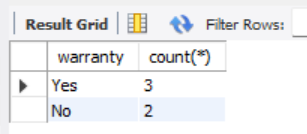 Result Grid Filter Rows:
warranty count(*)
Yes 3
No 2